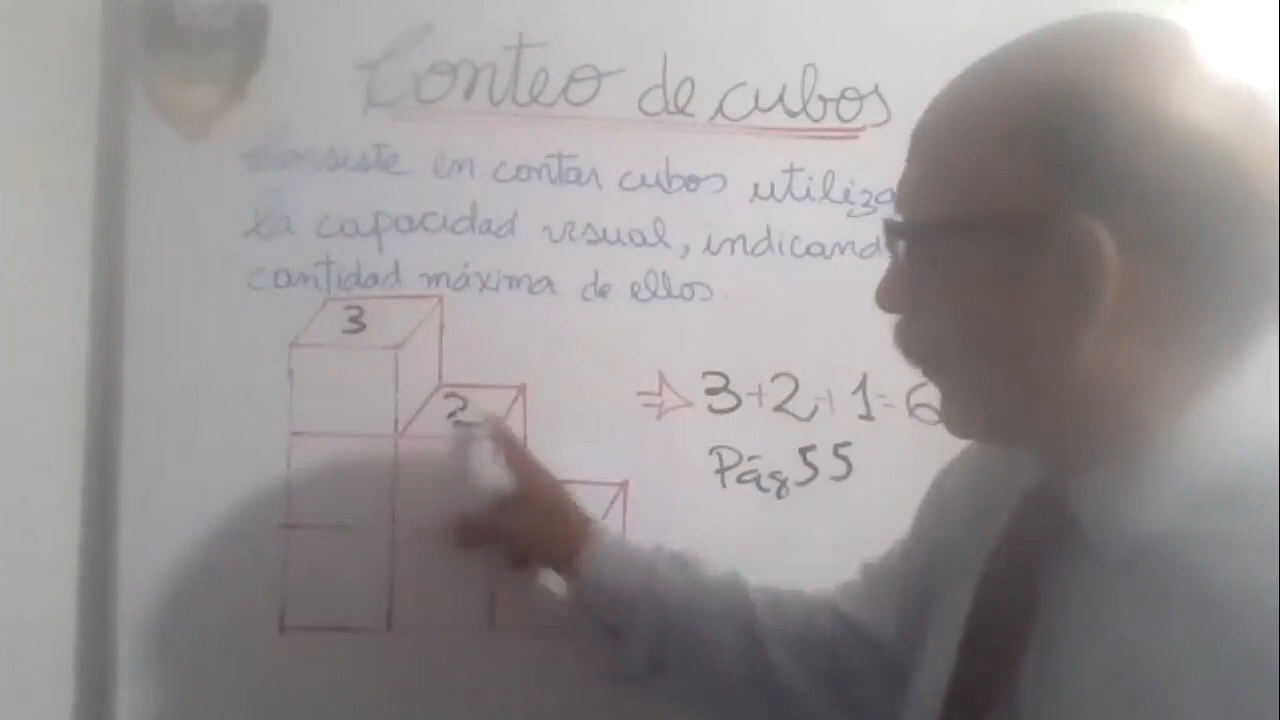 Conteo de cubos
Consiste en contar cubos utiliza
la capacidad visual, indicand
cantidad máxima de ellos.
3
2
⇒ 3+2+1=6
Pág 55